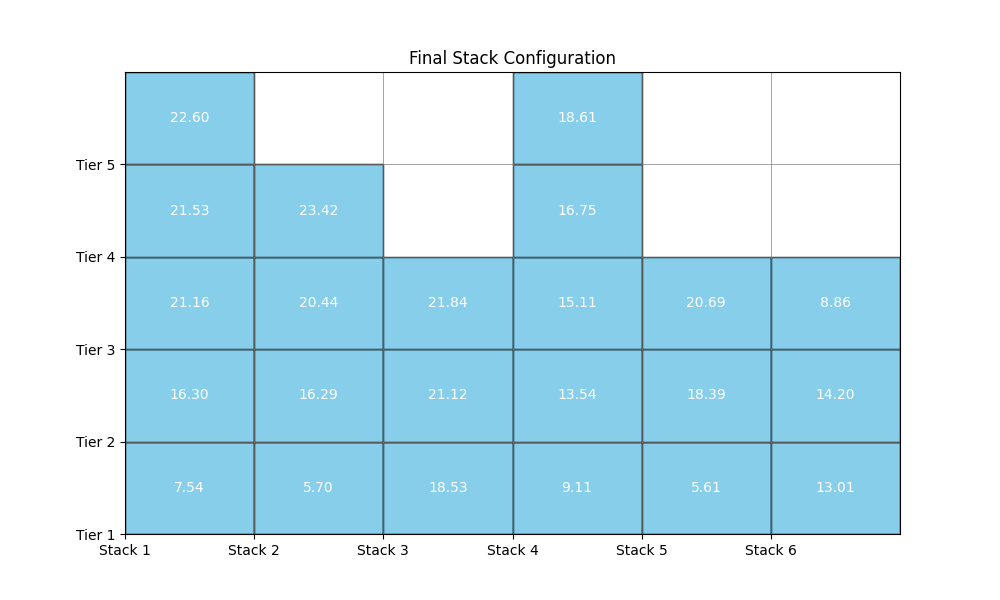 Final Stack Configuration
22.60 18.61
Tier 5
21.53 23.42 16.75
Tier 4
21.16 20.44 21.84 15.11 20.69 8.86
Tier 3
16.30 16.29 21.12 13.54 18.39 14.20
Tier 2
7.54 5.70 18.53 9.11 5.61 13.01
Tier 1
Stack 1 Stack 2 Stack 3 Stack 4 Stack 5 Stack 6